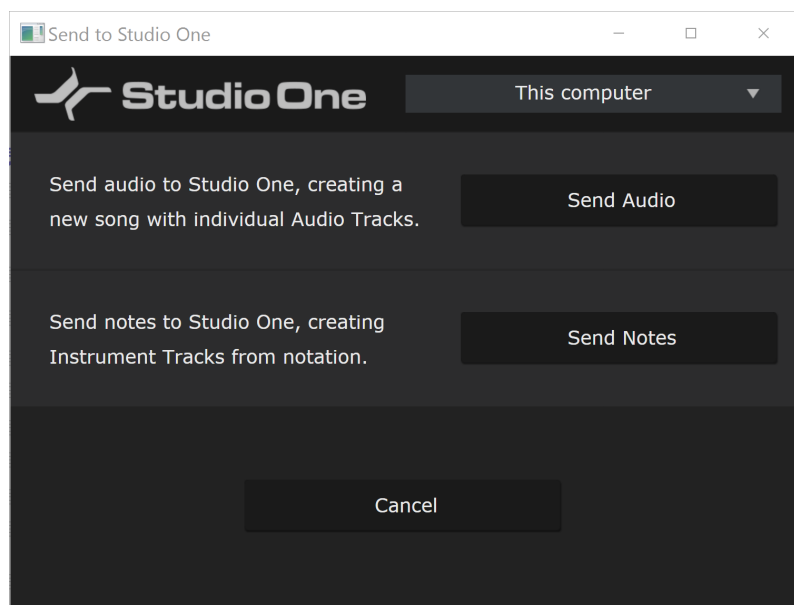 Send to Studio One
Studio One
This computer
Send audio to Studio One, creating a
new song with individual Audio Tracks.
Send Audio
Send notes to Studio One, creating
Instrument Tracks from notation.
Send Notes
Cancel